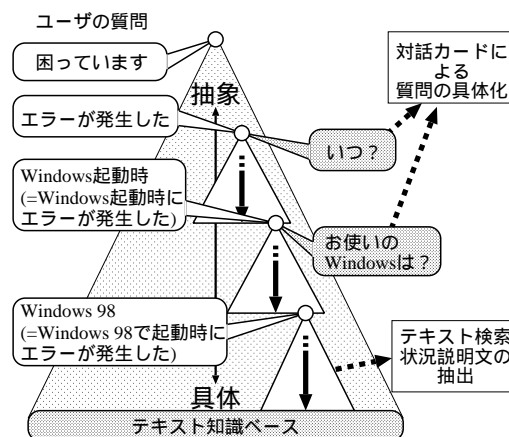 ユーザの質問
困っています
抽象
エラーが発生した
いつ？
対話カードに
よる
質問の具体化
Windows起動時
(=Windows起動時に
エラーが発生した)
お使いの
Windowsは？
Windows 98
(=Windows 98で起動時に
エラーが発生した)
テキスト検索
状況説明文の
抽出
具体
テキスト知識ベース